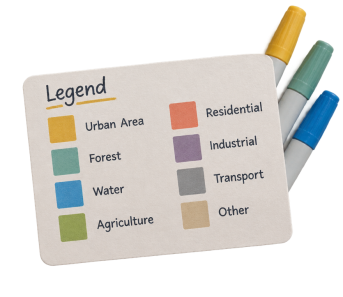 Legend
Urban Area
Forest
Water
Agriculture
Residential
Industrial
Transport
Other